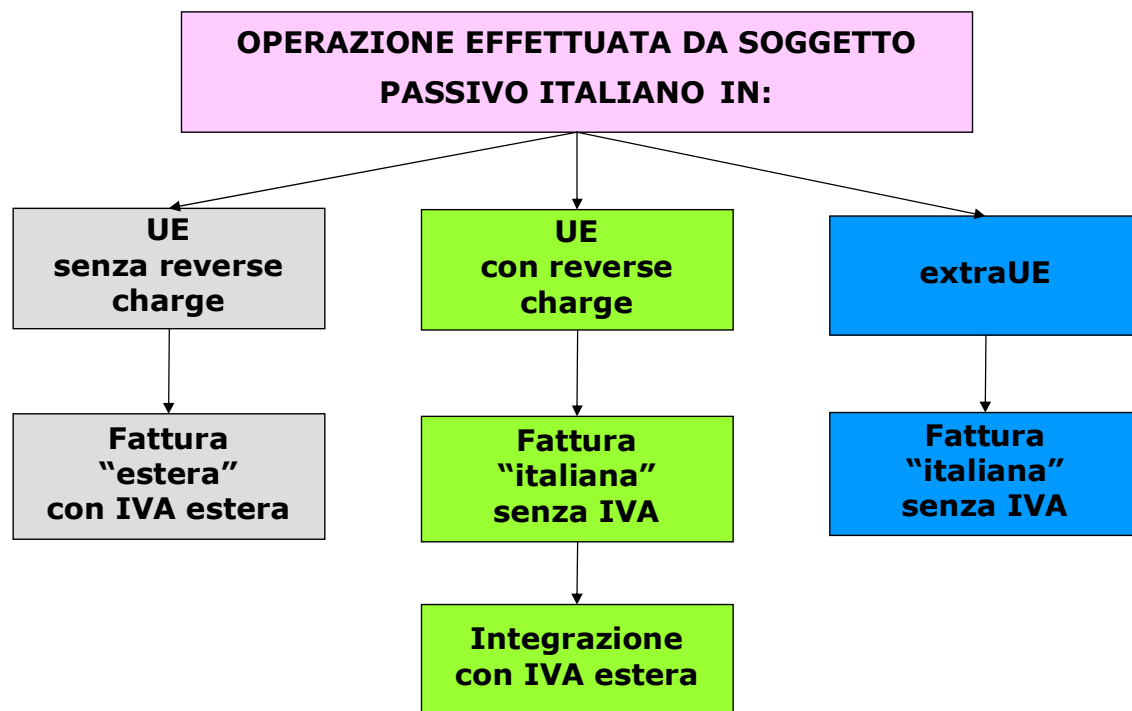 OPERAZIONE EFFETTUATA DA SOGGETTO
PASSIVO ITALIANO IN:
UE
senza reverse
charge
UE
con reverse
charge
extraUE
Fattura
“estera”
con IVA estera
Fattura
“italiana”
senza IVA
Fattura
“italiana”
senza IVA
Integrazione
con IVA estera